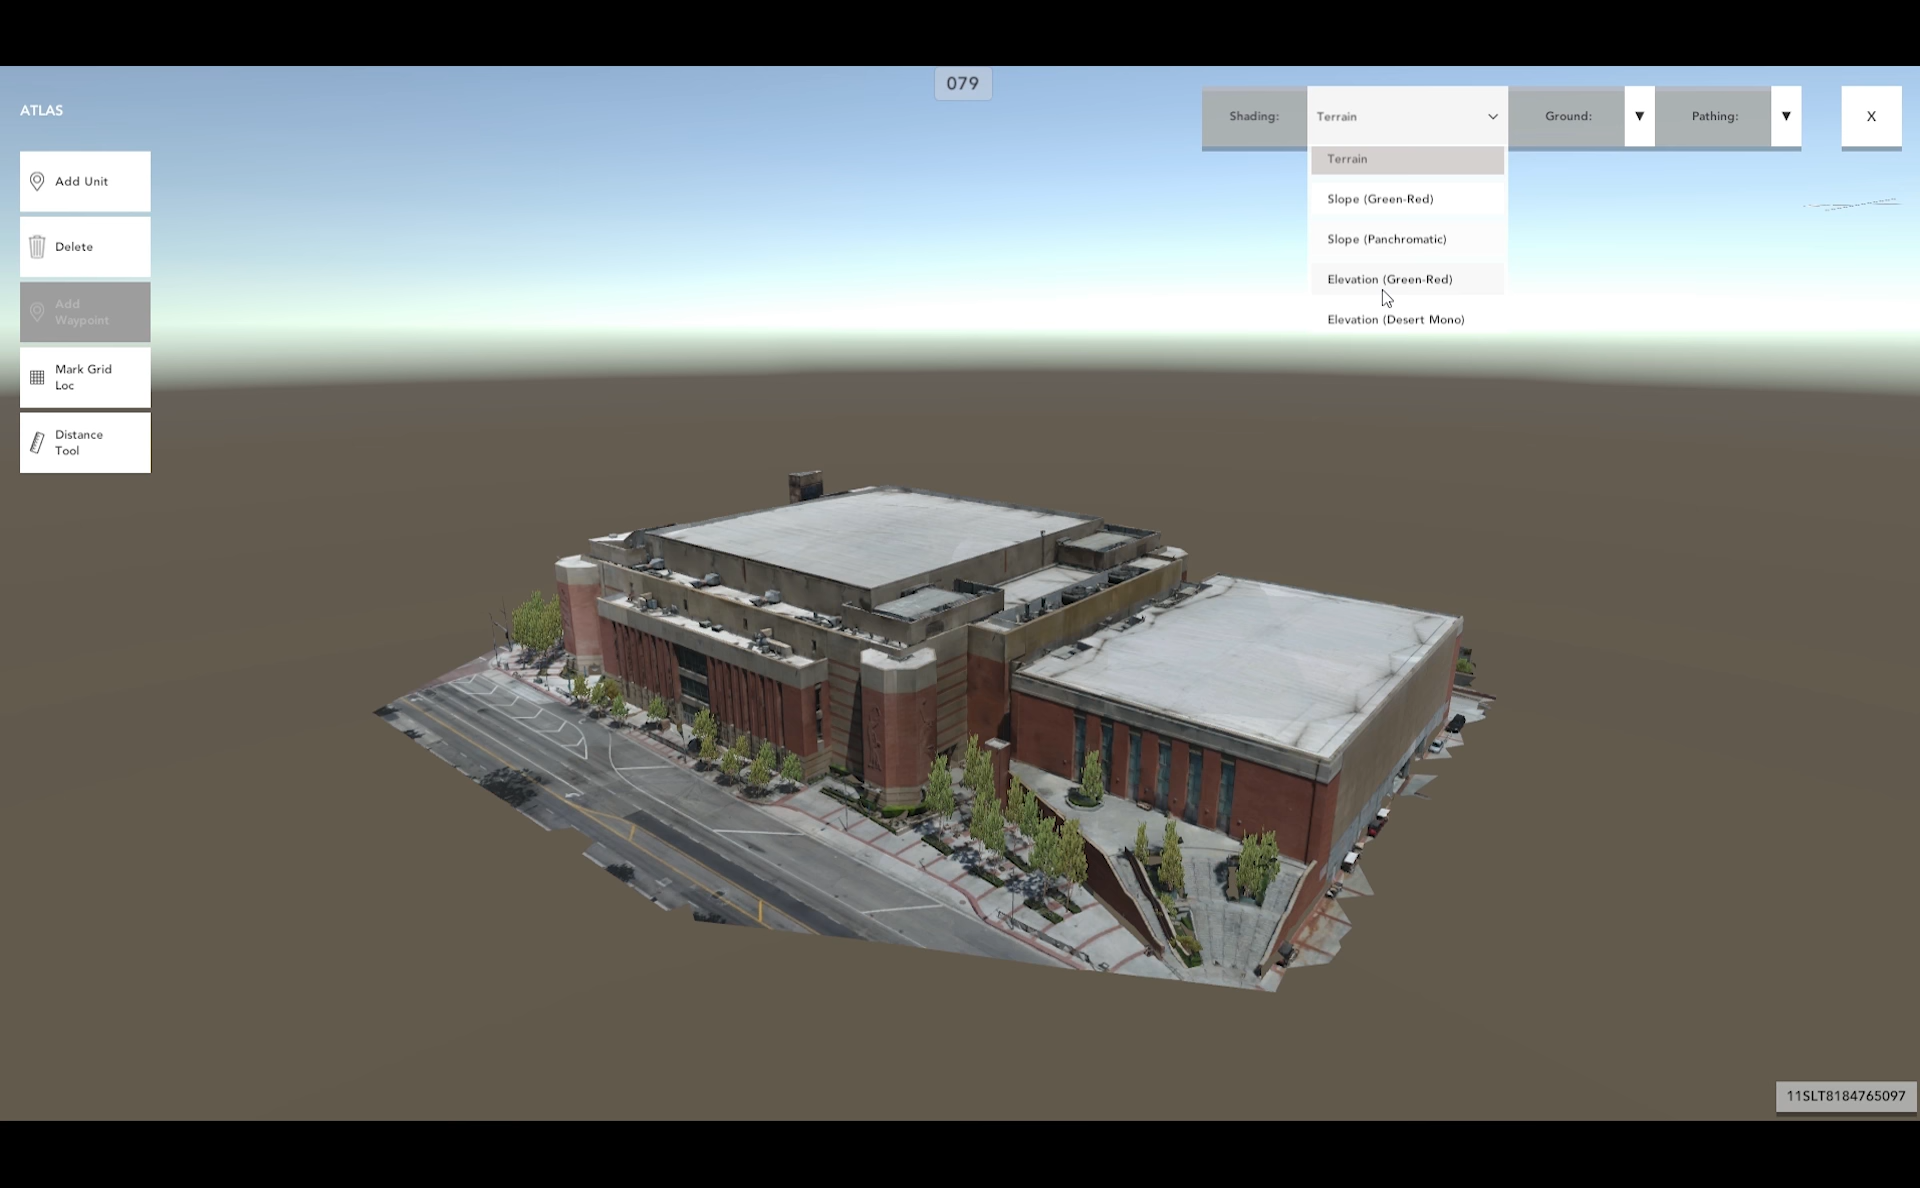 079
ATLAS
Shading:
Terrain
Ground:
Pathing:
X
Terrain
Slope (Green-Red)
Slope (Panchromatic)
Elevation (Green-Red)
Elevation (Desert Mono)
Add Unit
Delete
Add
Waypoint
Mark Grid
Loc
Distance
Tool
11SLT8184765097